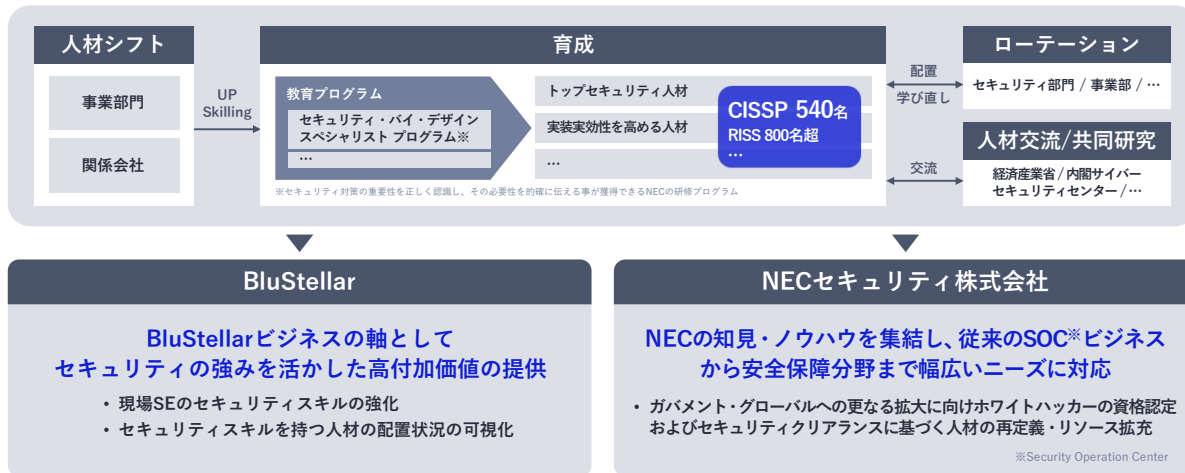 人材シフト
事業部門
関係会社
UP
Skilling
育成
教育プログラム
セキュリティ・バイ・デザイン
スペシャリスト プログラム※
…
トップセキュリティ人材
実装実効性を高める人材
…
CISSP 540名
RISS 800名超
…
※セキュリティ対策の重要性を正しく認識し、その必要性を的確に伝える事が獲得できるNECの研修プログラム
配置
学び直し
交流
ローテーション
セキュリティ部門 / 事業部 / …
人材交流/共同研究
経済産業省 / 内閣サイバー
セキュリティセンター / …
BluStellar
BluStellarビジネスの軸として
セキュリティの強みを活かした高付加価値の提供
・ 現場SEのセキュリティスキルの強化
・ セキュリティスキルを持つ人材の配置状況の可視化
NECセキュリティ株式会社
NECの知見・ノウハウを集結し、従来のSOC※ビジネス
から安全保障分野まで幅広いニーズに対応
・ ガバメント・グローバルへの更なる拡大に向けホワイトハッカーの資格認定
およびセキュリティクリアランスに基づく人材の再定義・リソース拡充
※Security Operation Center